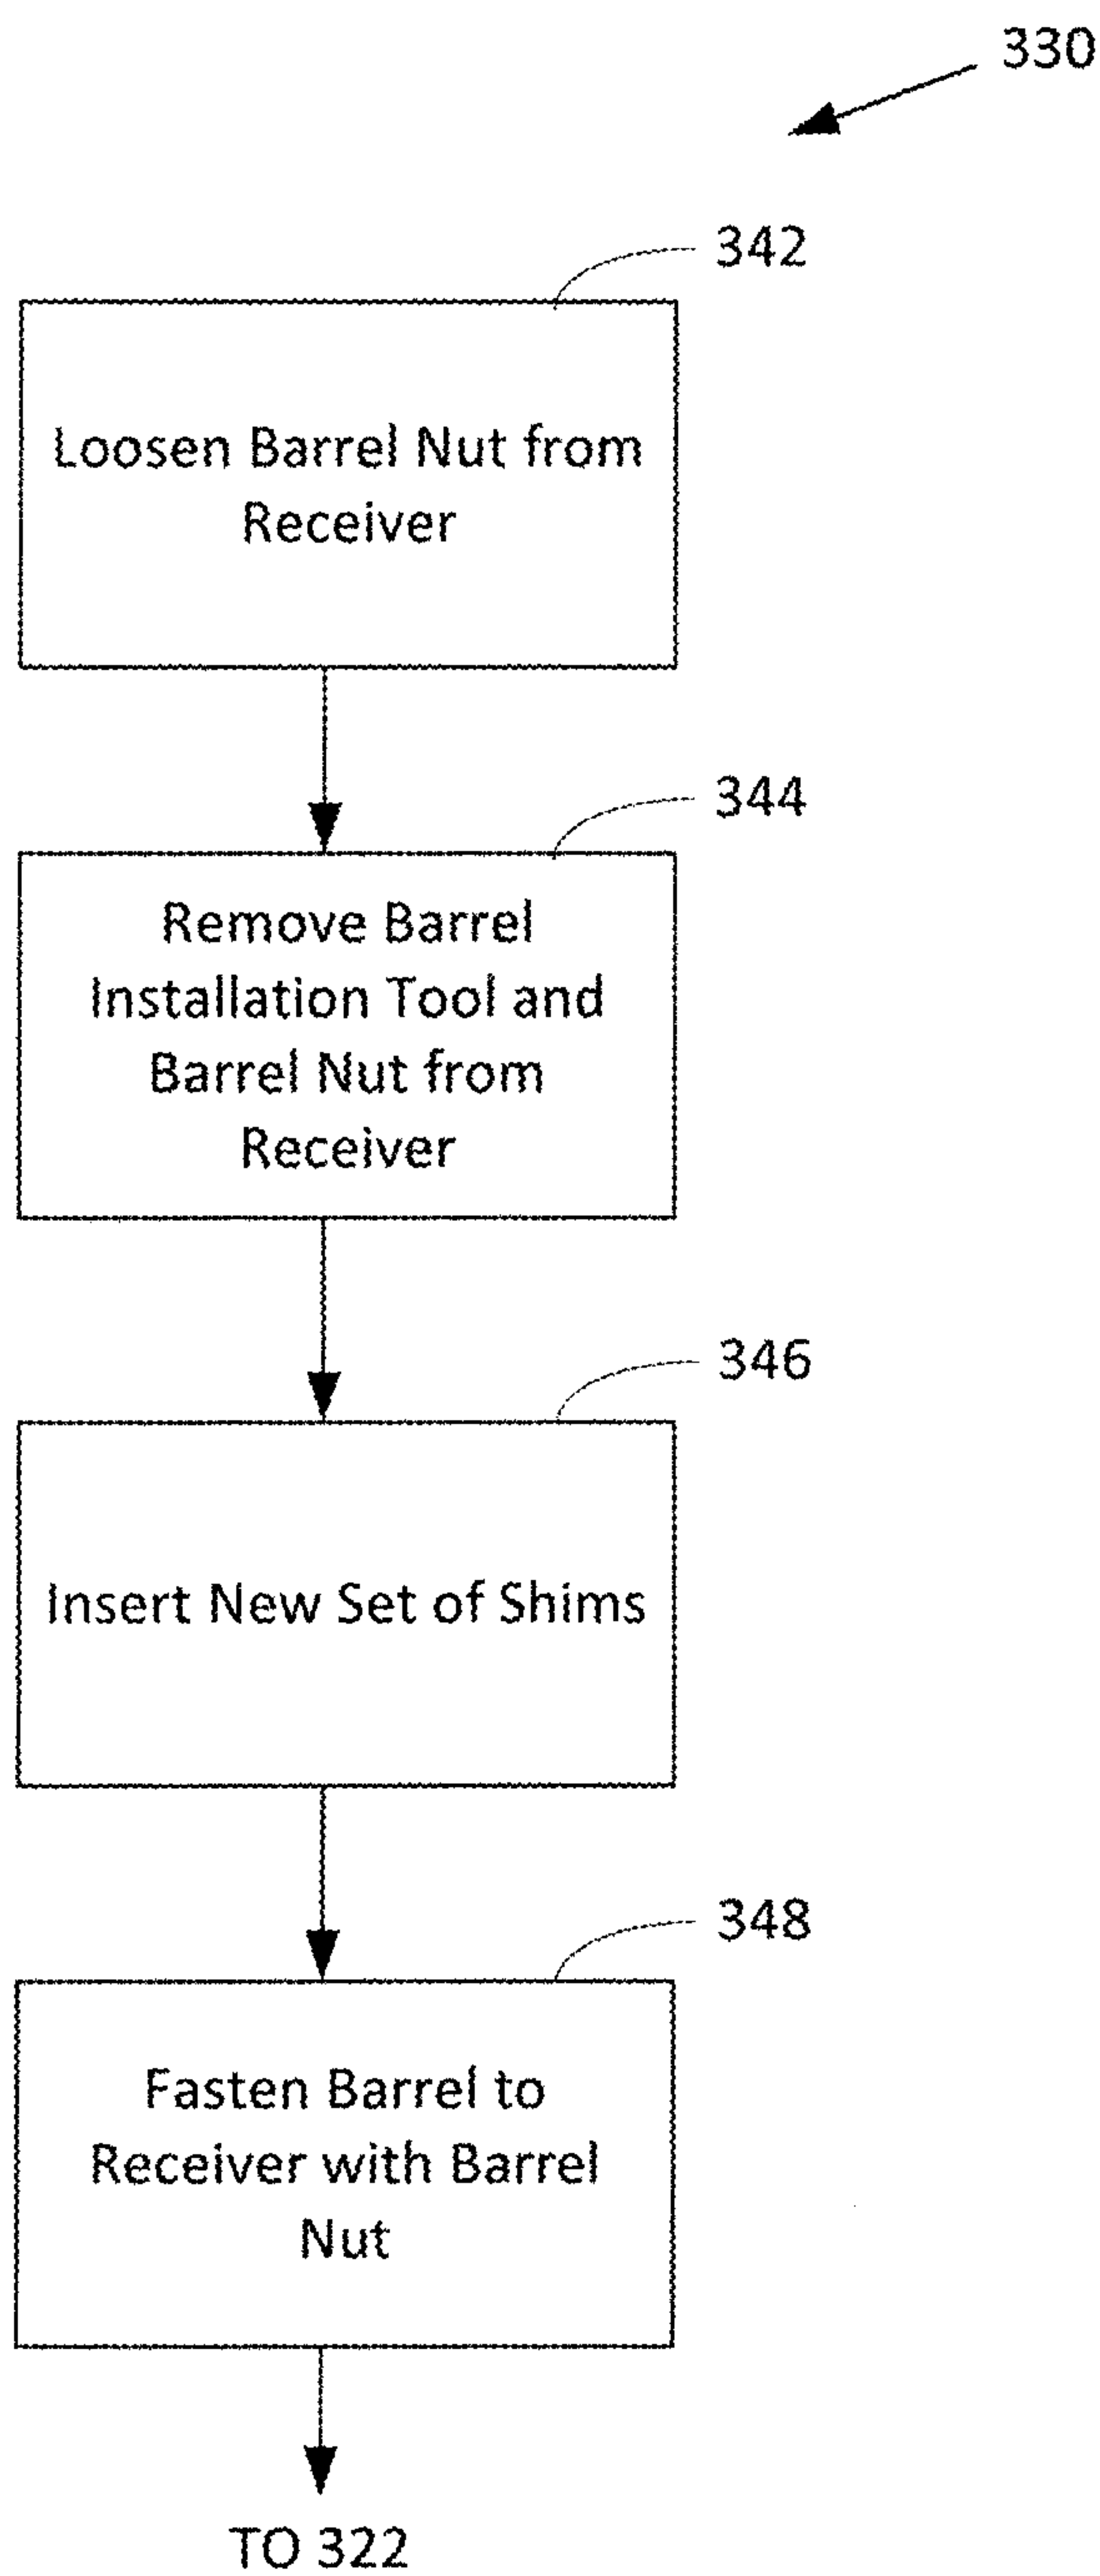 330
342
Loosen Barrel Nut from
Receiver
344
Remove Barrel
Installation Tool and
Barrel Nut from
Receiver
346
Insert New Set of Shims
348
Fasten Barrel to
Receiver with Barrel
Nut
TO 322